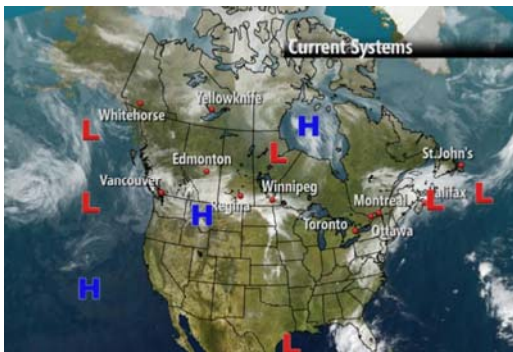 Current Systems
Yellowknife
Whitehorse
H
L
L
St.John's
Edmonton
Vancouver
Winnipeg
L
Regina
H
Montreal
Halifax
L
L
Toronto
Ottawa
H
L